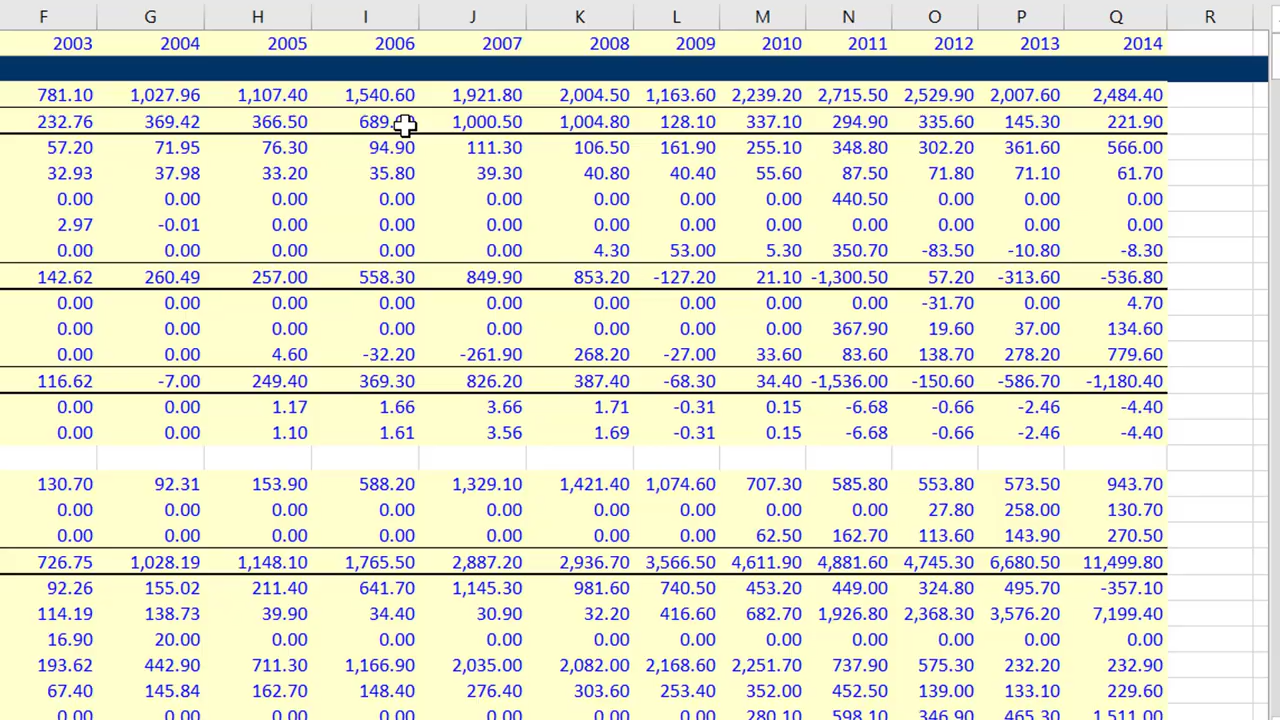 F G H I J K L M N O P Q R
2003 2004 2005 2006 2007 2008 2009 2010 2011 2012 2013 2014
781.10 1,027.96 1,107.40 1,540.60 1,921.80 2,004.50 1,163.60 2,239.20 2,715.50 2,529.90 2,007.60 2,484.40
232.76 369.42 366.50 689. 1,000.50 1,004.80 128.10 337.10 294.90 335.60 145.30 221.90
57.20 71.95 76.30 94.90 111.30 106.50 161.90 255.10 348.80 302.20 361.60 566.00
32.93 37.98 33.20 35.80 39.30 40.80 40.40 55.60 87.50 71.80 71.10 61.70
0.00 0.00 0.00 0.00 0.00 0.00 0.00 0.00 440.50 0.00 0.00 0.00
2.97 -0.01 0.00 0.00 0.00 0.00 0.00 0.00 0.00 0.00 0.00 0.00
0.00 0.00 0.00 0.00 0.00 4.30 53.00 5.30 350.70 -83.50 -10.80 -8.30
142.62 260.49 257.00 558.30 849.90 853.20 -127.20 21.10 -1,300.50 57.20 -313.60 -536.80
0.00 0.00 0.00 0.00 0.00 0.00 0.00 0.00 0.00 -31.70 0.00 4.70
0.00 0.00 0.00 0.00 0.00 0.00 0.00 0.00 367.90 19.60 37.00 134.60
0.00 0.00 4.60 -32.20 -261.90 268.20 -27.00 33.60 83.60 138.70 278.20 779.60
116.62 -7.00 249.40 369.30 826.20 387.40 -68.30 34.40 -1,536.00 -150.60 -586.70 -1,180.40
0.00 0.00 1.17 1.66 3.66 1.71 -0.31 0.15 -6.68 -0.66 -2.46 -4.40
0.00 0.00 1.10 1.61 3.56 1.69 -0.31 0.15 -6.68 -0.66 -2.46 -4.40
130.70 92.31 153.90 588.20 1,329.10 1,421.40 1,074.60 707.30 585.80 553.80 573.50 943.70
0.00 0.00 0.00 0.00 0.00 0.00 0.00 0.00 0.00 27.80 258.00 130.70
0.00 0.00 0.00 0.00 0.00 0.00 0.00 62.50 162.70 113.60 143.90 270.50
726.75 1,028.19 1,148.10 1,765.50 2,887.20 2,936.70 3,566.50 4,611.90 4,881.60 4,745.30 6,680.50 11,499.80
92.26 155.02 211.40 641.70 1,145.30 981.60 740.50 453.20 449.00 324.80 495.70 -357.10
114.19 138.73 39.90 34.40 30.90 32.20 416.60 682.70 1,926.80 2,368.30 3,576.20 7,199.40
16.90 20.00 0.00 0.00 0.00 0.00 0.00 0.00 0.00 0.00 0.00 0.00
193.62 442.90 711.30 1,166.90 2,035.00 2,082.00 2,168.60 2,251.70 737.90 575.30 232.20 232.90
67.40 145.84 162.70 148.40 276.40 303.60 253.40 352.00 452.50 139.00 133.10 229.60
0.00 0.00 0.00 0.00 0.00 0.00 0.00 280.10 598.10 346.90 465.30 1,511.00